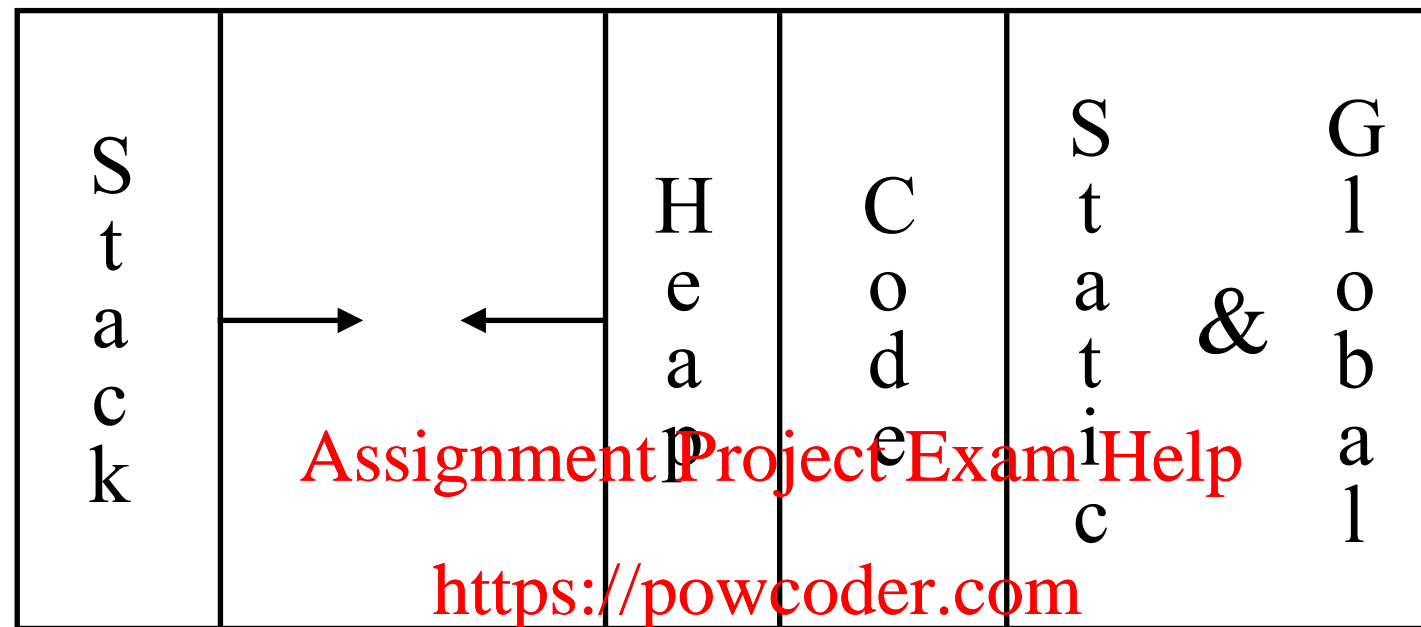 Stack
Heap
Code
Static
&
Global
Assignment Project Exam Help
https://powcoder.com